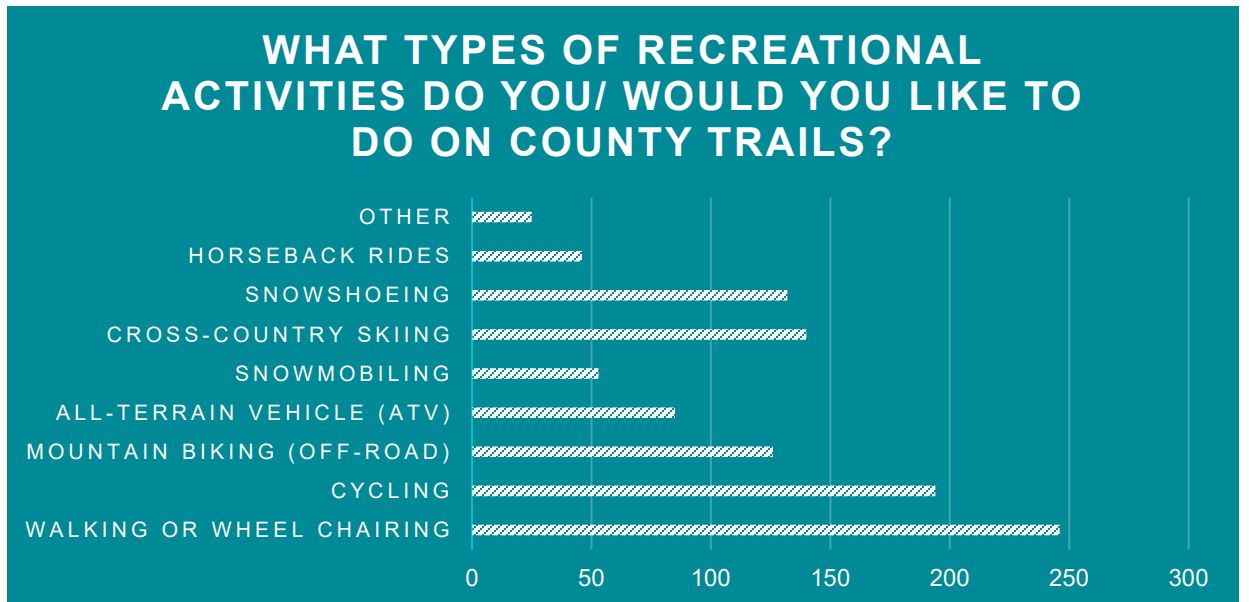 WHAT TYPES OF RECREATIONAL
ACTIVITIES DO YOU/ WOULD YOU LIKE TO
DO ON COUNTY TRAILS?
OTHER
HORSEBACK RIDES
SNOWSHOEING
CROSS-COUNTRY SKIING
SNOWMOBILING
ALL-TERRAIN VEHICLE (ATV)
MOUNTAIN BIKING (OFF-ROAD)
CYCLING
WALKING OR WHEEL CHAIRING
0 50 100 150 200 250 300